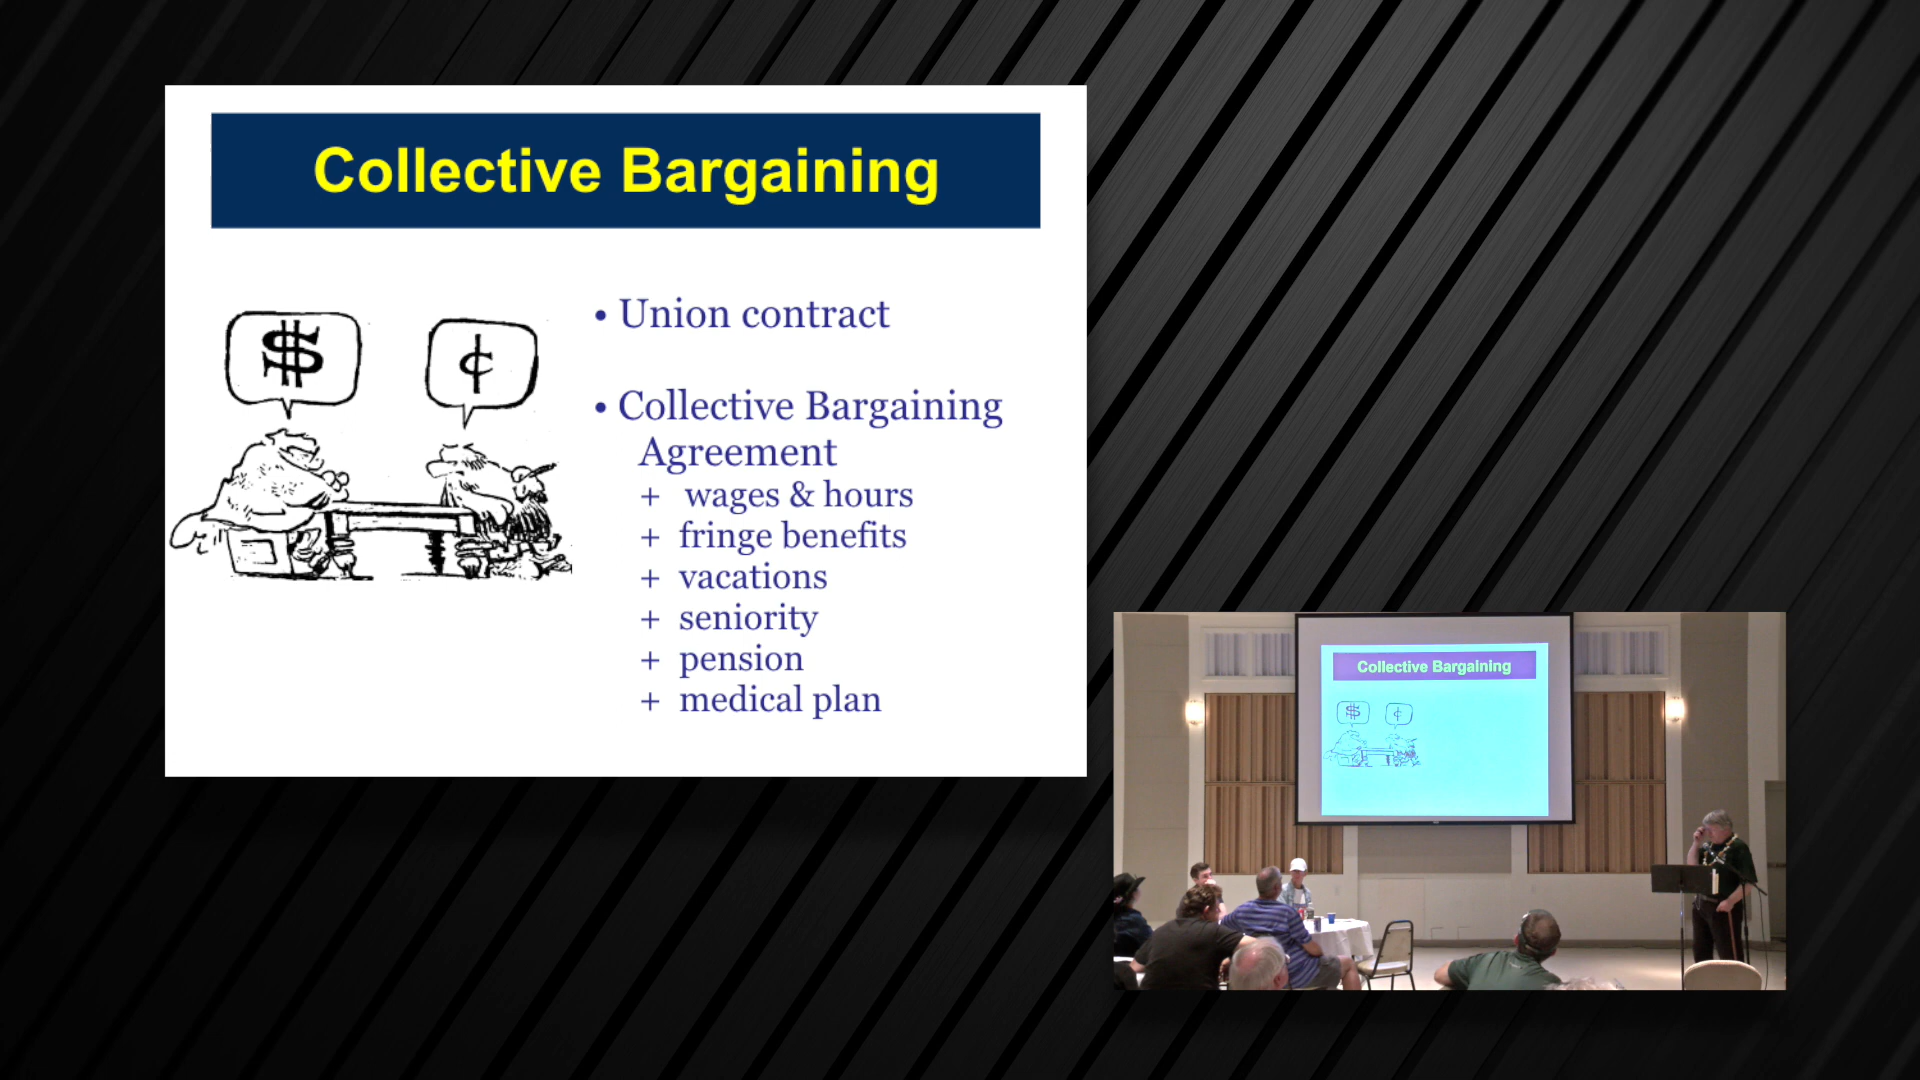 Collective Bargaining
$
¢
• Union contract
• Collective Bargaining
Agreement
+ wages & hours
+ fringe benefits
+ vacations
+ seniority
+ pension
+ medical plan
Collective Bargaining
$
¢